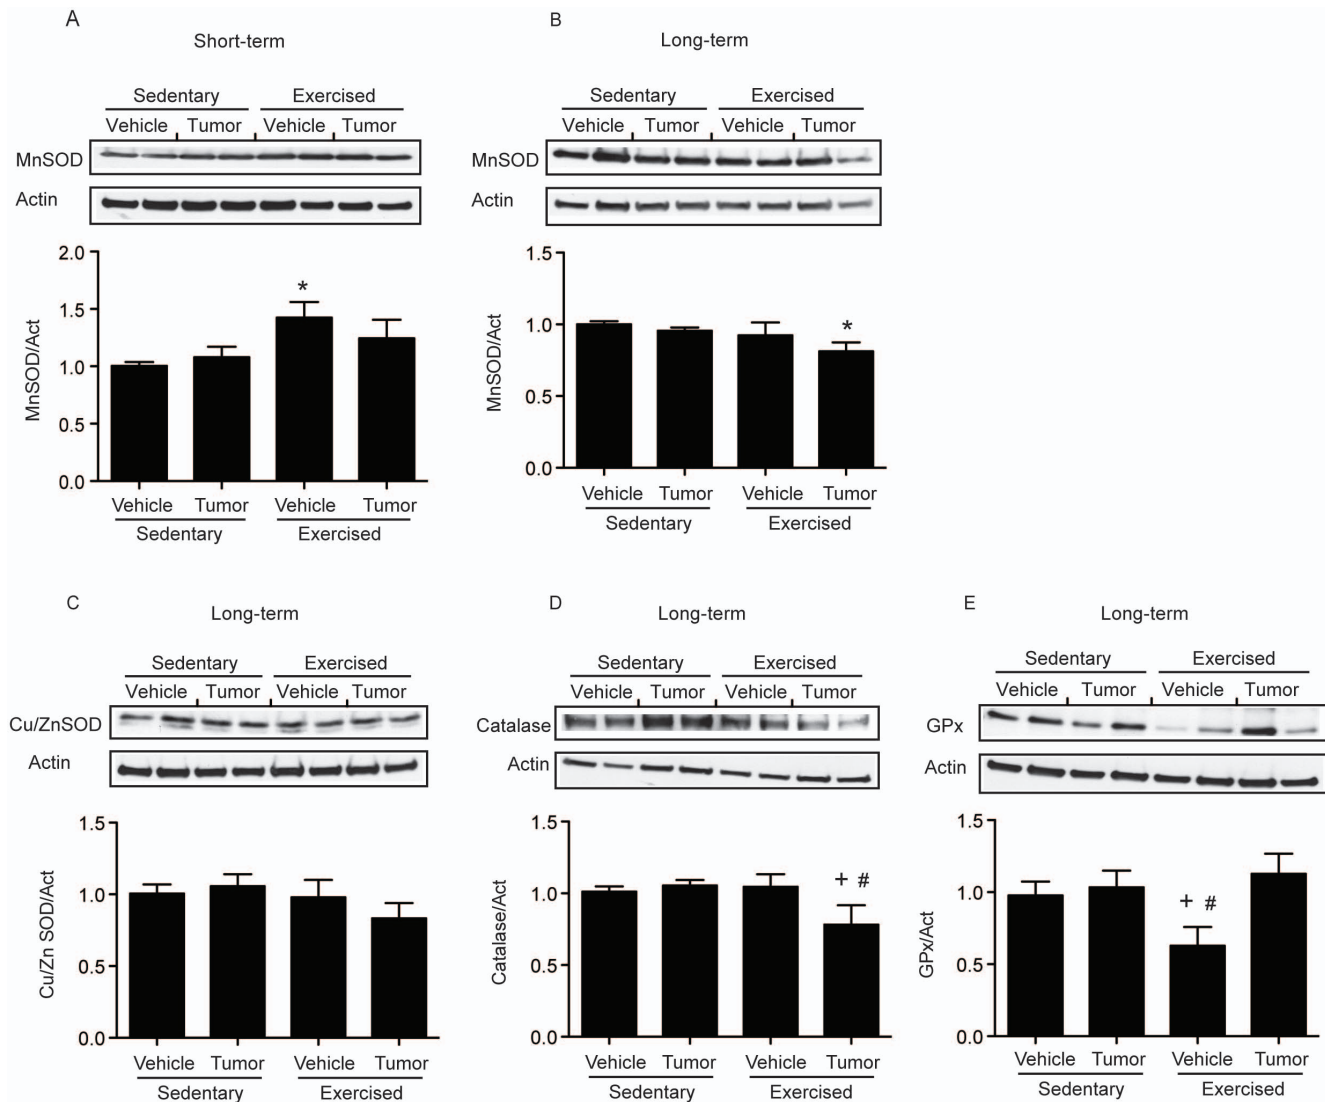 A
Short-term
Sedentary Exercised
Vehicle Tumor Vehicle Tumor
MnSOD
Actin
2.0
1.5
1.0
0.5
0.0
MnSOD/Act
*
Vehicle Tumor Vehicle Tumor
Sedentary Exercised
B
Long-term
Sedentary Exercised
Vehicle Tumor Vehicle Tumor
MnSOD
Actin
1.5
1.0
0.5
0.0
MnSOD/Act
*
Vehicle Tumor Vehicle Tumor
Sedentary Exercised
C
Long-term
Sedentary Exercised
Vehicle Tumor Vehicle Tumor
Cu/ZnSOD
Actin
1.5
1.0
0.5
0.0
Cu/Zn SOD/Act
Vehicle Tumor Vehicle Tumor
Sedentary Exercised
D
Long-term
Sedentary Exercised
Vehicle Tumor Vehicle Tumor
Catalase
Actin
1.5
1.0
0.5
0.0
Catalase/Act
+ #
Vehicle Tumor Vehicle Tumor
Sedentary Exercised
E
Long-term
Sedentary Exercised
Vehicle Tumor Vehicle Tumor
GPx
Actin
1.5
1.0
0.5
0.0
GPx/Act
+ #
Vehicle Tumor Vehicle Tumor
Sedentary Exercised